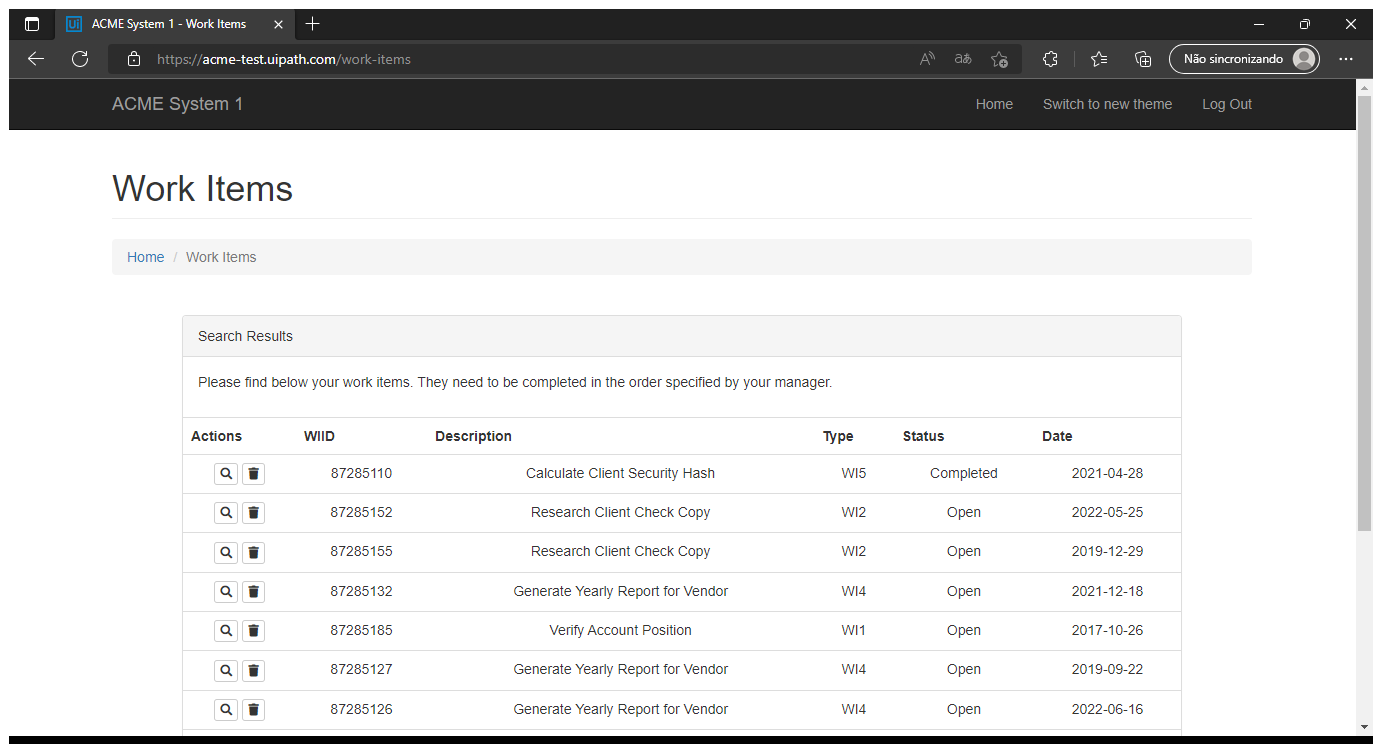 ACME System 1 - Work Items
https://acme-test.uipath.com/work-items
Não sincronizando
ACME System 1 Home Switch to new theme Log Out
Work Items
Home / Work Items
Search Results
Please find below your work items. They need to be completed in the order specified by your manager.
Actions WIID Description Type Status Date
87285110 Calculate Client Security Hash WI5 Completed 2021-04-28
87285152 Research Client Check Copy WI2 Open 2022-05-25
87285155 Research Client Check Copy WI2 Open 2019-12-29
87285132 Generate Yearly Report for Vendor WI4 Open 2021-12-18
87285185 Verify Account Position WI1 Open 2017-10-26
87285127 Generate Yearly Report for Vendor WI4 Open 2019-09-22
87285126 Generate Yearly Report for Vendor WI4 Open 2022-06-16